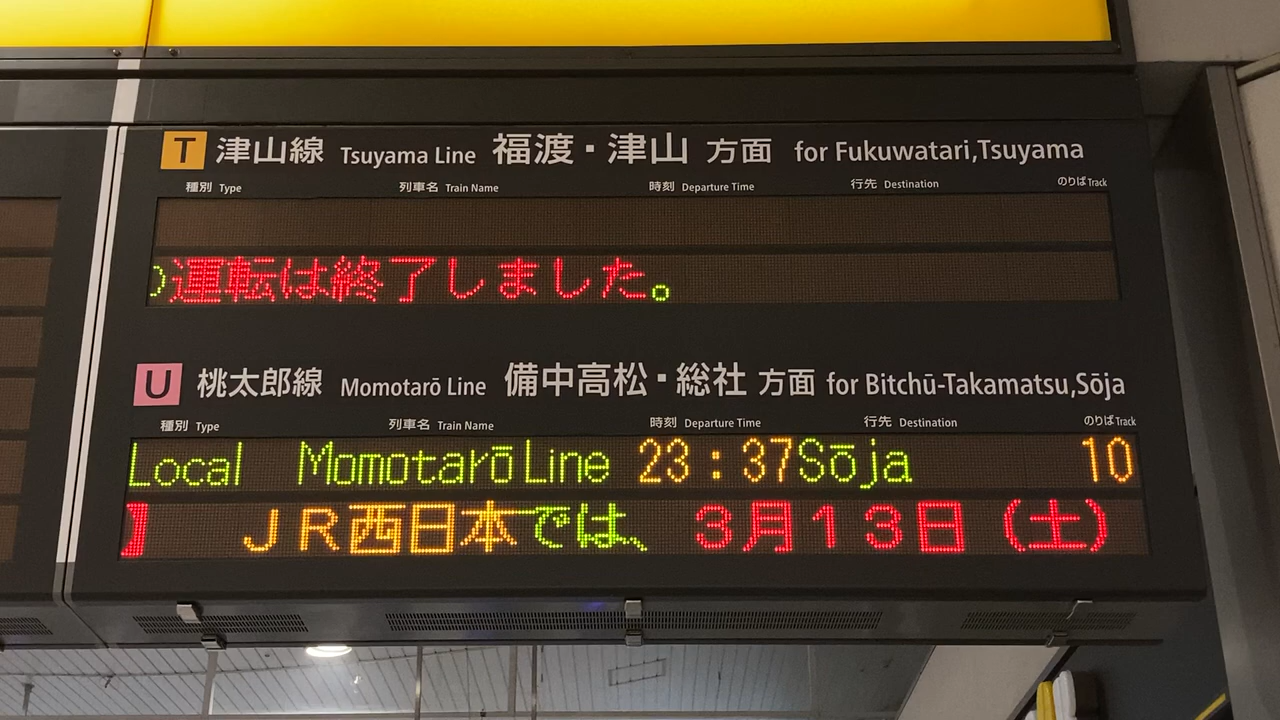 T 津山線 Tsuyama Line 福渡・津山 方面 for Fukuwatari,Tsuyama
種別 Type 列車名 Train Name 時刻 Departure Time 行先 Destination のりば Track
)運転は終了しました。
U 桃太郎線 Momotarō Line 備中高松・総社 方面 for Bitchū-Takamatsu,Sōja
種別 Type 列車名 Train Name 時刻 Departure Time 行先 Destination のりば Track
Local Momotarō Line 23:37 Sōja 10
】 JR西日本では、 3月13日(土)